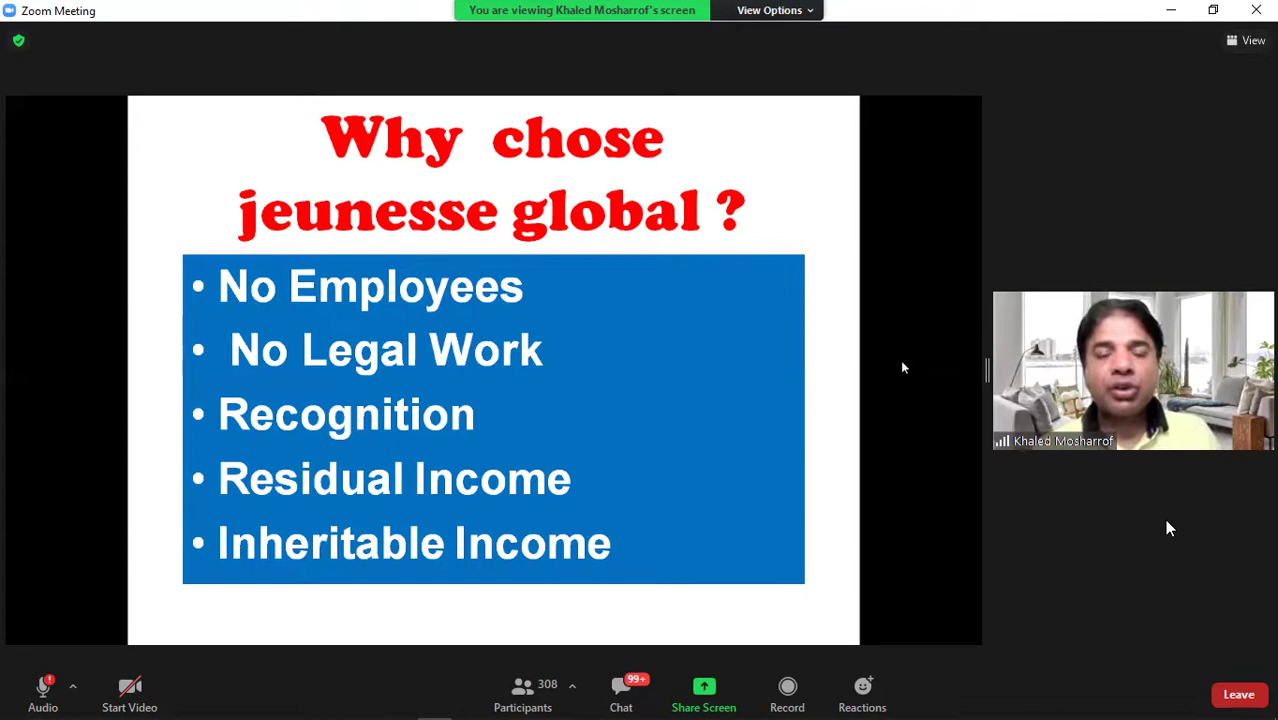 Zoom Meeting
You are viewing Khaled Mosharrof's screen
View Options
View
Why chose
jeunesse global ?
• No Employees
• No Legal Work
• Recognition
• Residual Income
• Inheritable Income
Khaled Mosharrof
308
99+
Audio
Start Video
Participants
Chat
Share Screen
Record
Reactions
Leave